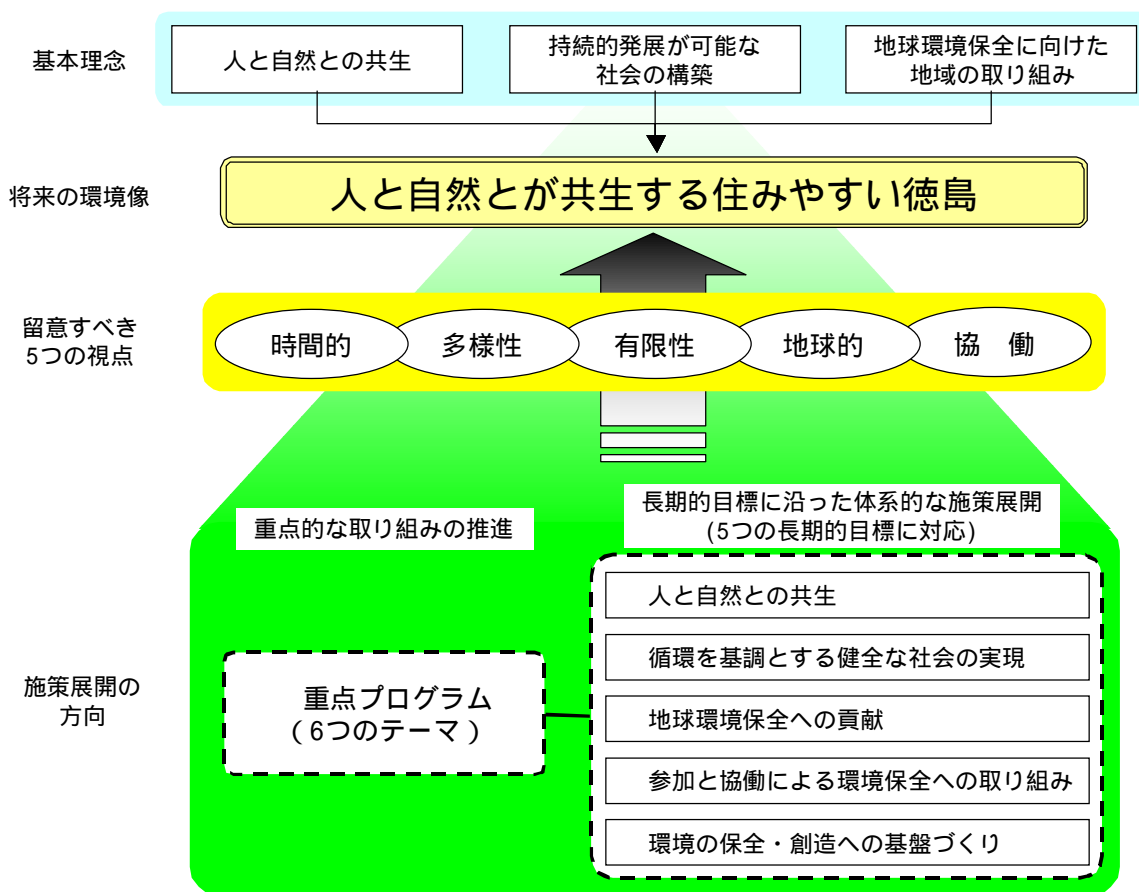 基本理念
人と自然との共生
持続的発展が可能な
社会の構築
地球環境保全に向けた
地域の取り組み
将来の環境像
人と自然とが共生する住みやすい徳島
留意すべき
5つの視点
時間的
多様性
有限性
地球的
協 働
重点的な取り組みの推進
長期的目標に沿った体系的な施策展開
(5つの長期的目標に対応)
施策展開の
方向
重点プログラム
(6つのテーマ)
人と自然との共生
循環を基調とする健全な社会の実現
地球環境保全への貢献
参加と協働による環境保全への取り組み
環境の保全・創造への基盤づくり